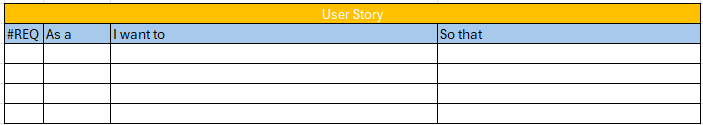 User Story
#REQ As a I want to So that